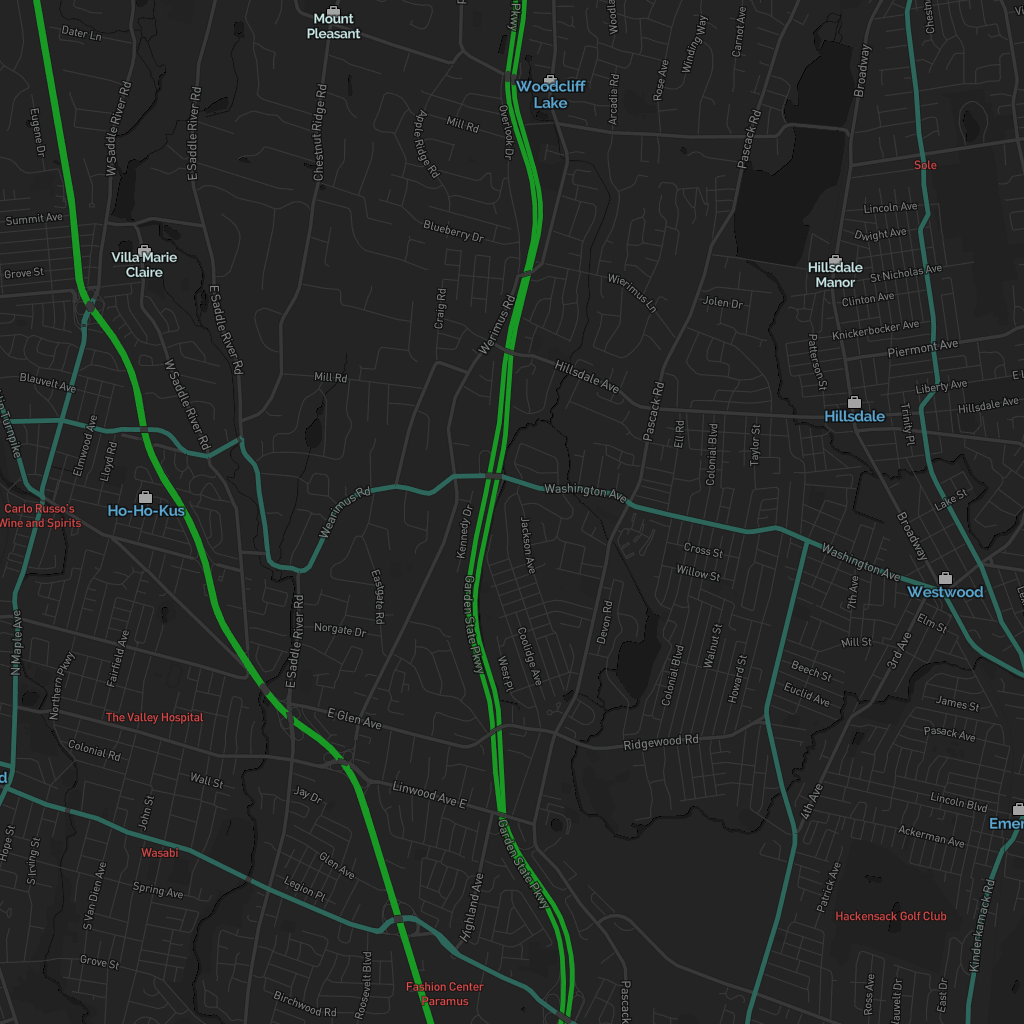 Mount
Pleasant
Dater Ln
Pkwy
Winding Way
Carnot Ave
Broadway
Woodcliff
Lake
Rose Ave
Arcadia Rd
W Saddle River Rd
E Saddle River Rd
Chestnut Ridge Rd
Eugene Dr
Mill Rd
Apple Ridge Rd
Overlook Dr
Pascack Rd
Sole
Summit Ave
Lincoln Ave
Blueberry Dr
Dwight Ave
Villa Marie
Claire
Grove St
Hillsdale
Manor
St Nicholas Ave
Wierimus Ln
Jolen Dr
Clinton Ave
Craig Rd
E Saddle River Rd
Werimus Rd
Knickerbocker Ave
Piermont Ave
Patterson St
Hillsdale Ave
Mill Rd
Blauvelt Ave
W Saddle River Rd
Liberty Ave
Hillsdale Ave
Hillsdale
Trinity Pl
Pascack Rd
Turnpike
Elmwood Ave
Lloyd Rd
Ell Rd
Colonial Blvd
Taylor St
Ho-Ho-Kus
Carlo Russo's
Wine and Spirits
Wearimus Rd
Washington Ave
Lake St
Broadway
Kennedy Dr
Jackson Ave
Cross St
Willow St
Washington Ave
Westwood
7th Ave
Eastgate Rd
Garden State Pkwy
Elm St
N Maple Ave
E Saddle River Rd
Norgate Dr
Devon Rd
Mill St
3rd Ave
Fairfield Ave
Northern Pkwy
Coolidge Ave
West Pl
Walnut St
Colonial Blvd
Howard St
Beech St
Euclid Ave
James St
The Valley Hospital
E Glen Ave
Ridgewood Rd
Pasack Ave
Colonial Rd
Wall St
Jay Dr
Linwood Ave E
4th Ave
Lincoln Blvd
John St
Ackerman Ave
Hope St
S Irving St
Wasabi
Garden State Pkwy
Glen Ave
Legion Pl
Spring Ave
S Van Dien Ave
Highland Ave
Patrick Ave
Hackensack Golf Club
Kinderkamack Rd
Grove St
Roosevelt Blvd
Fashion Center
Paramus
Birchwood Rd
Pascack
Ross Ave
East Dr